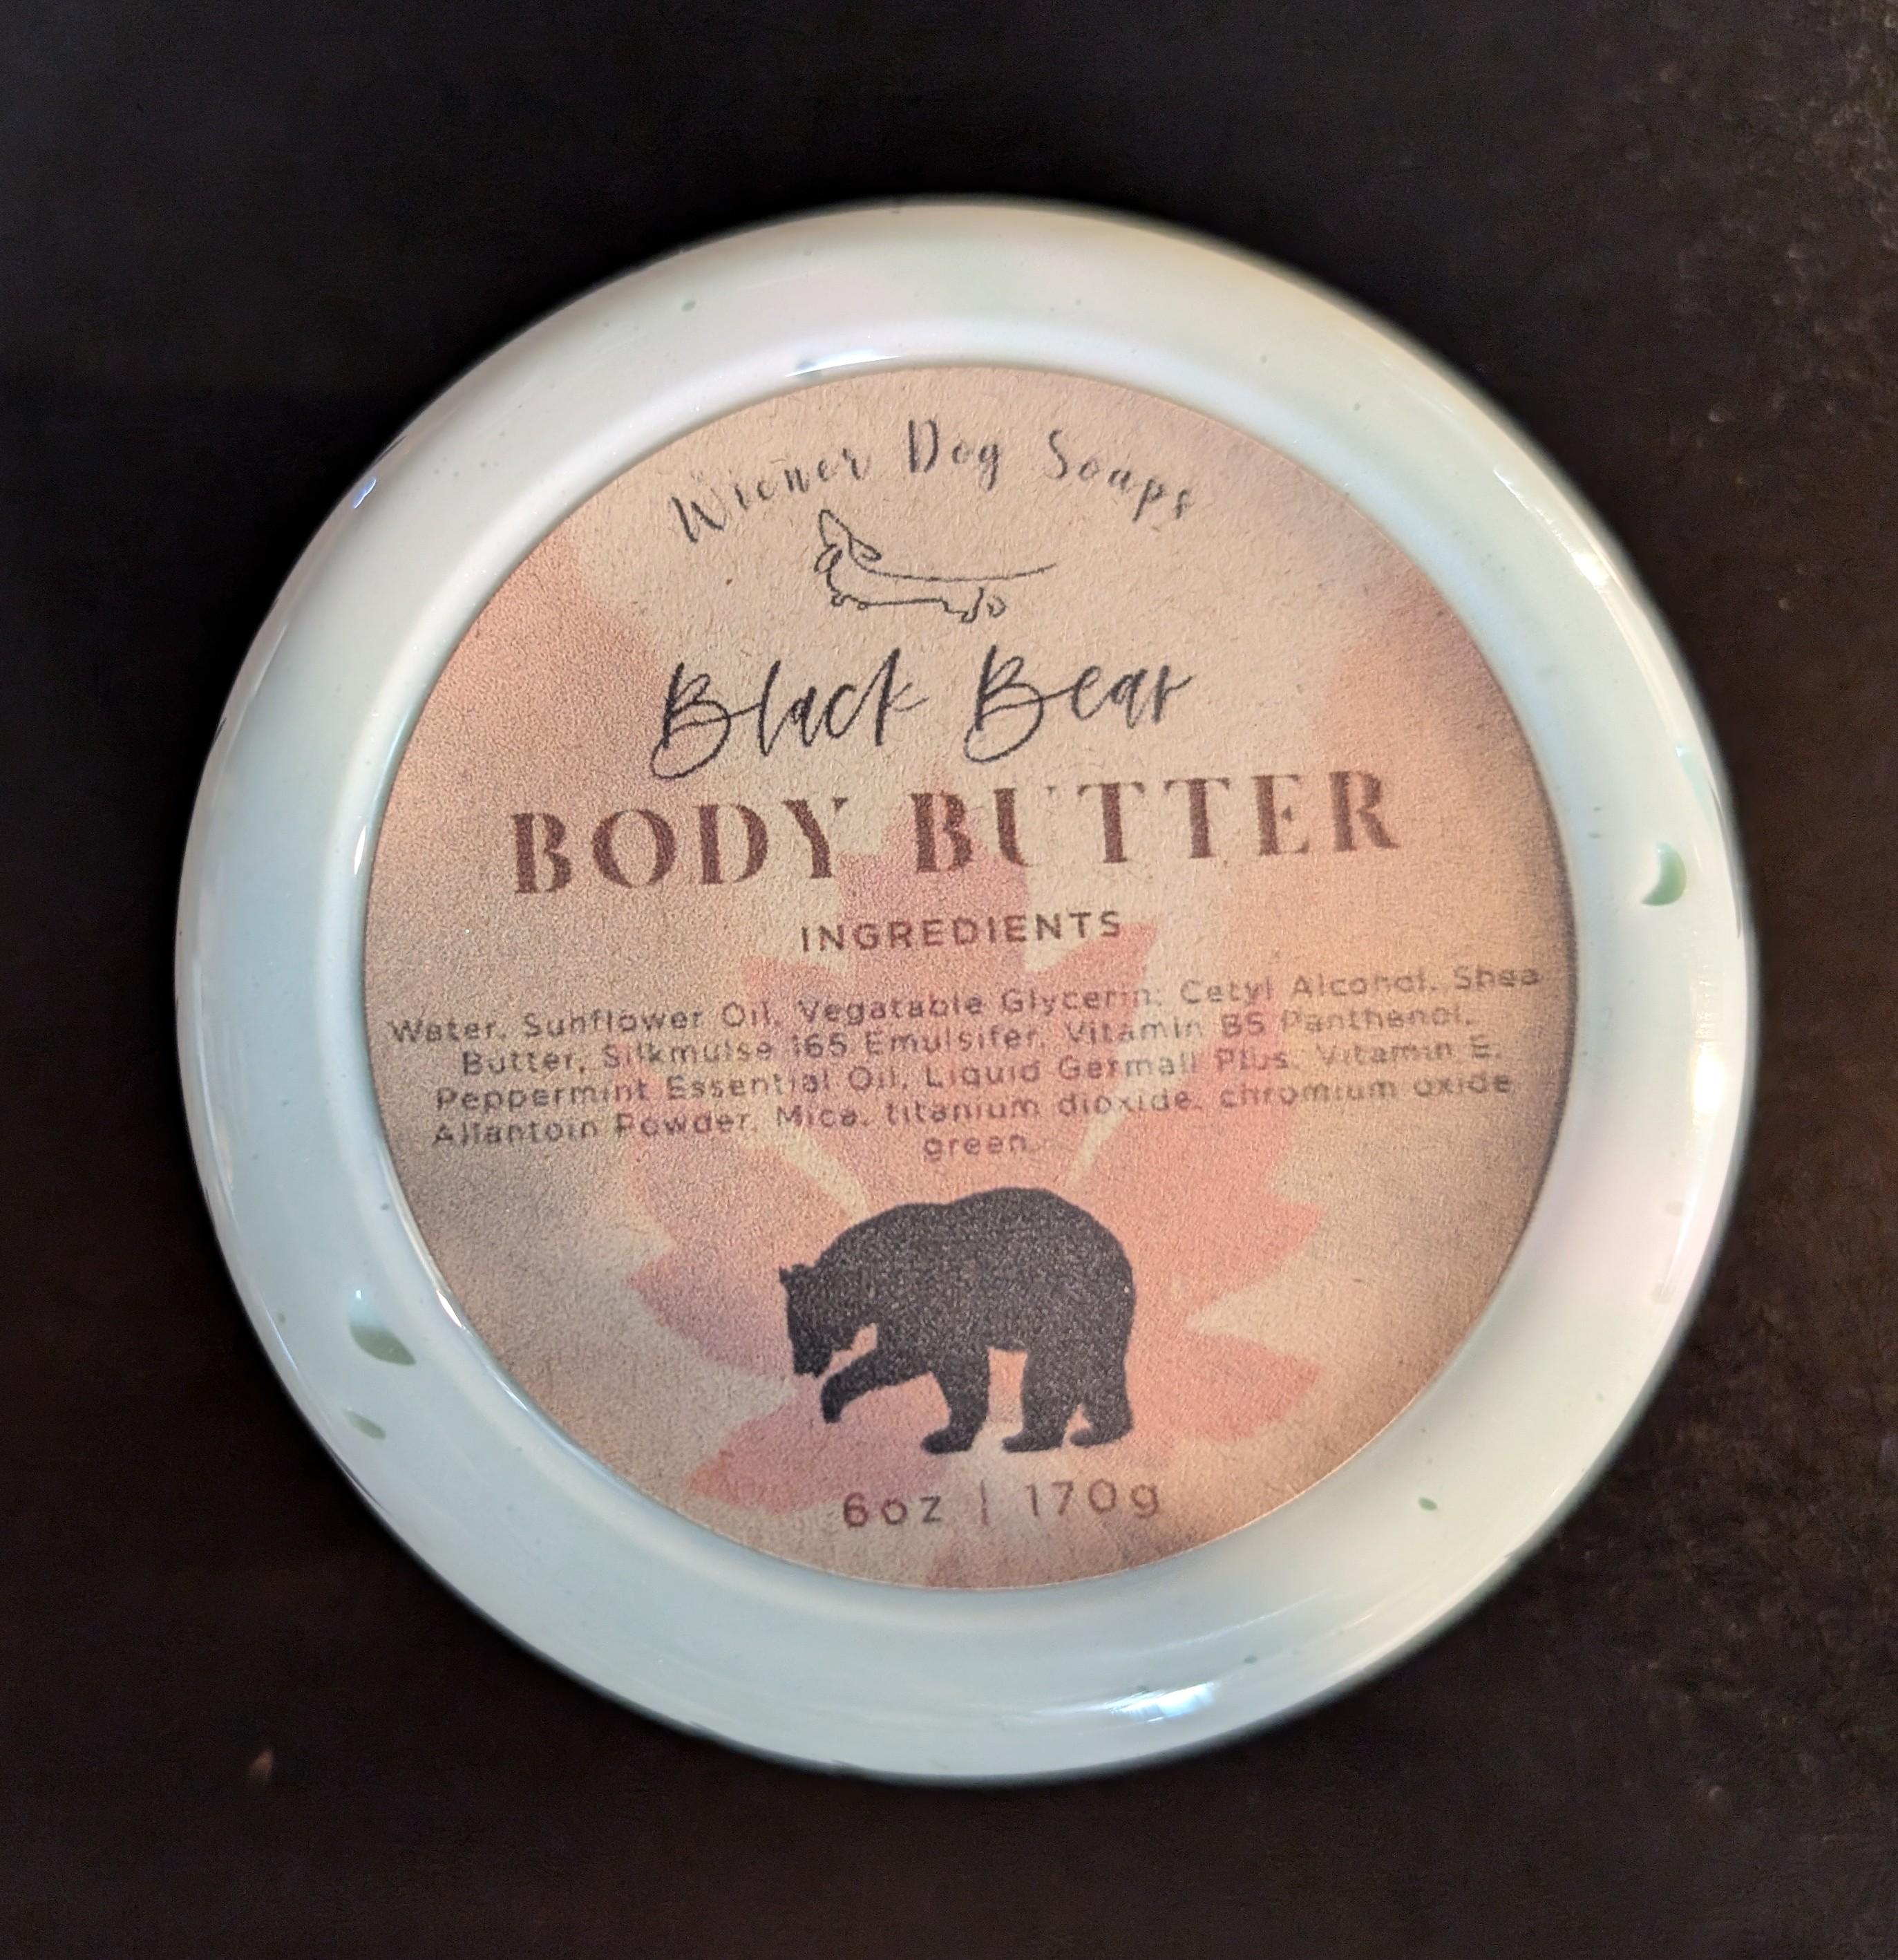 Wiener Dog Soaps
Black Bear
BODY BUTTER
INGREDIENTS
Water, Sunflower Oil, Vegatable Glycerin, Cetyl Alcohol, Shea
Butter, Silkmulse 165 Emulsifer, Vitamin B5 Panthenol,
Peppermint Essential Oil, Liquid Germall Plus, Vitamin E,
Allantoin Powder, Mica, titanium dioxide, chromium oxide
green.
6oz | 170g